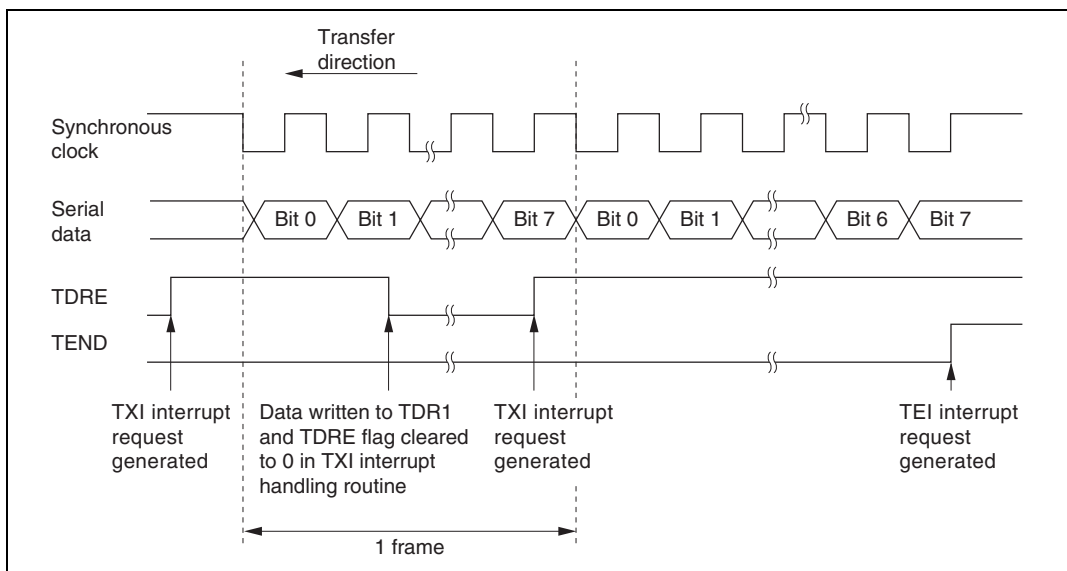 Transfer
direction
Synchronous
clock
Serial
data
Bit 0
Bit 1
Bit 7
Bit 0
Bit 1
Bit 6
Bit 7
TDRE
TEND
TXI interrupt
request
generated
Data written to TDR1
and TDRE flag cleared
to 0 in TXI interrupt
handling routine
TXI interrupt
request
generated
TEI interrupt
request
generated
1 frame